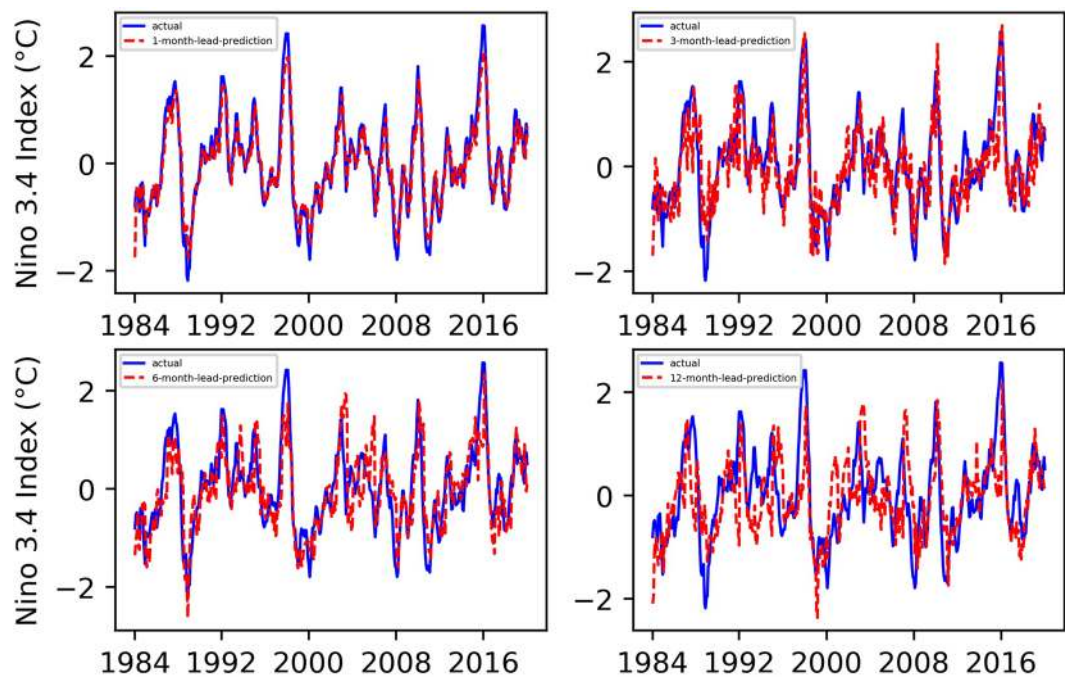 actual
1-month-lead-prediction
2
0
−2
Nino 3.4 Index (°C)
1984 1992 2000 2008 2016
actual
3-month-lead-prediction
2
0
−2
1984 1992 2000 2008 2016
actual
6-month-lead-prediction
2
0
−2
Nino 3.4 Index (°C)
1984 1992 2000 2008 2016
actual
12-month-lead-prediction
2
0
−2
1984 1992 2000 2008 2016